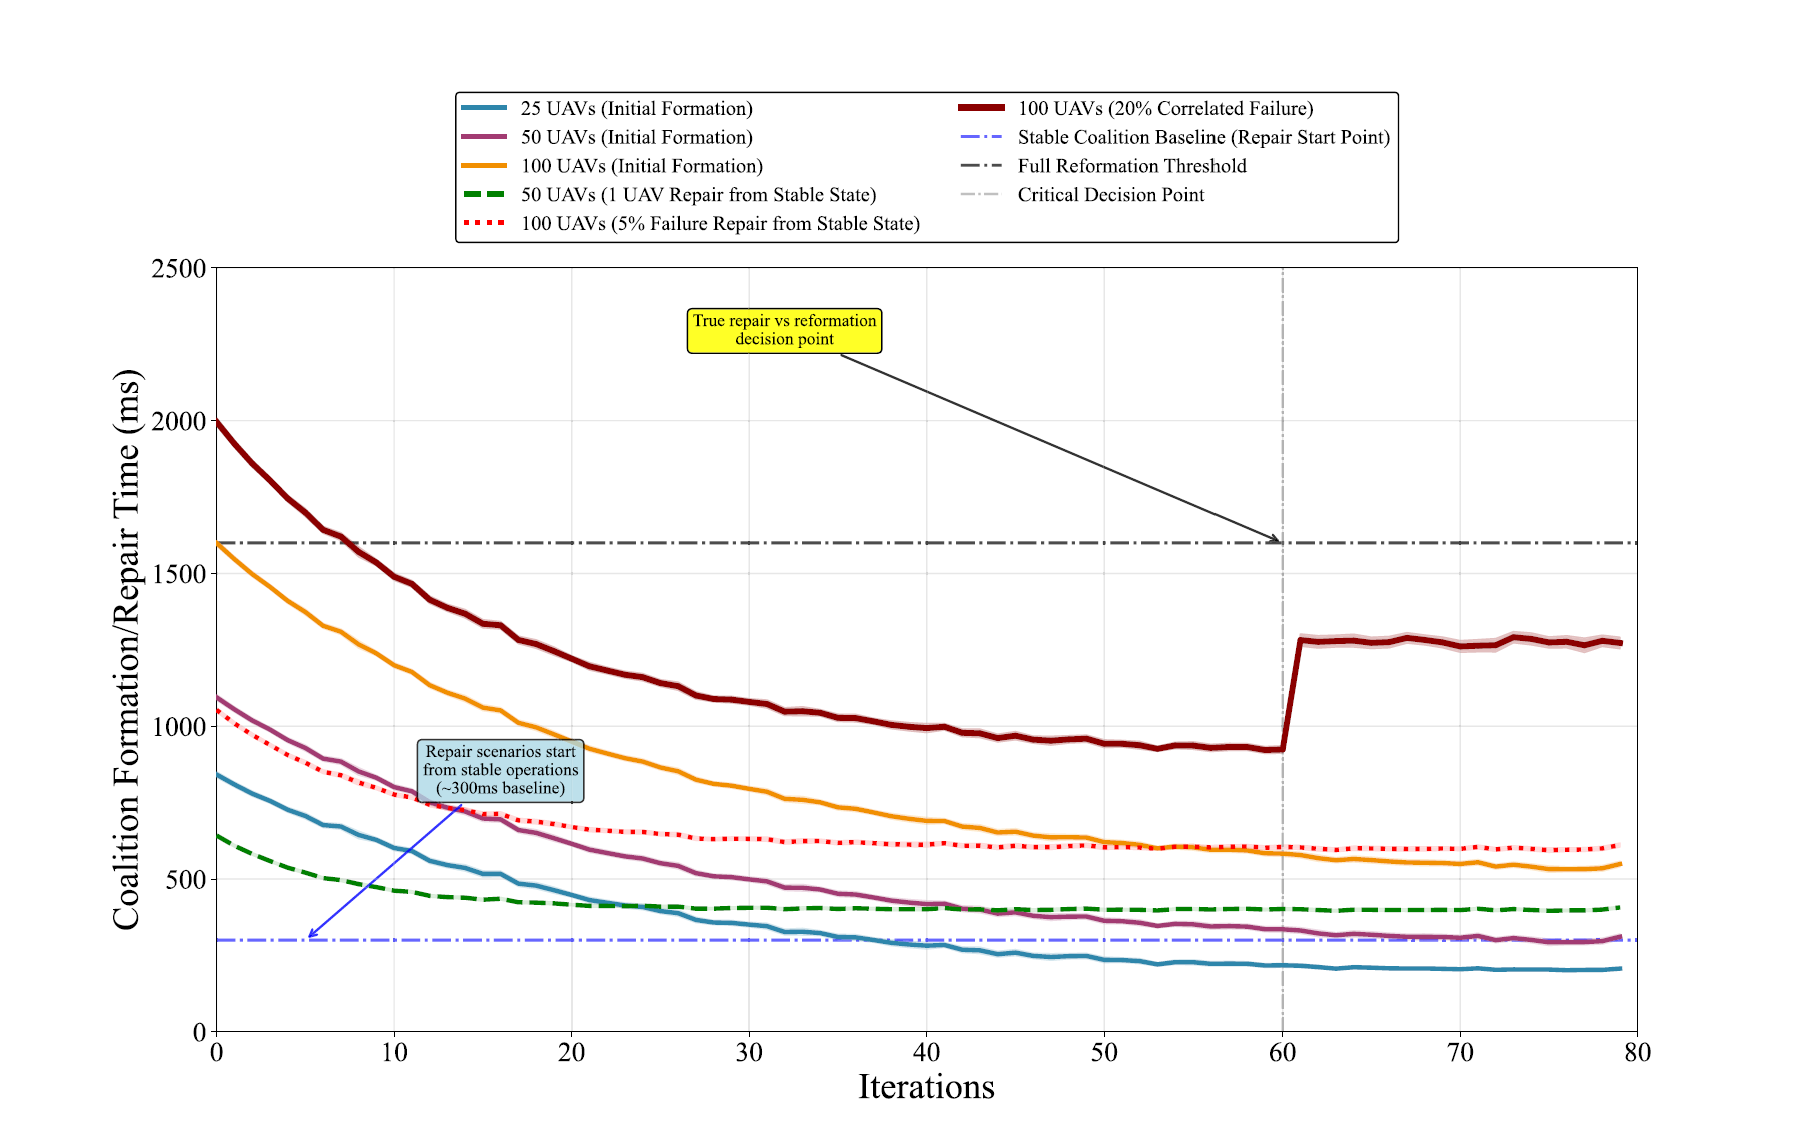 25 UAVs (Initial Formation)
50 UAVs (Initial Formation)
100 UAVs (Initial Formation)
50 UAVs (1 UAV Repair from Stable State)
100 UAVs (5% Failure Repair from Stable State)
100 UAVs (20% Correlated Failure)
Stable Coalition Baseline (Repair Start Point)
Full Reformation Threshold
Critical Decision Point
Coalition Formation/Repair Time (ms)
2500
2000
1500
1000
500
0
True repair vs reformation
decision point
Repair scenarios start
from stable operations
(~300ms baseline)
0 10 20 30 40 50 60 70 80
Iterations